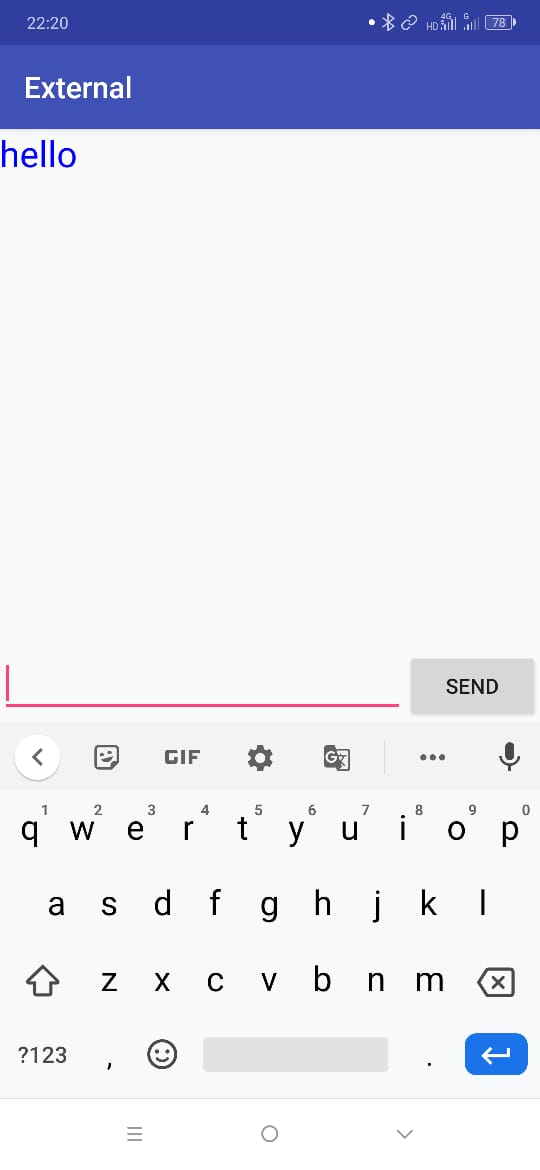 22:20 HD 4G G 78
External
hello
SEND
GIF G
1 2 3 4 5 6 7 8 9 0
q w e r t y u i o p
a s d f g h j k l
z x c v b n m
?123 , .